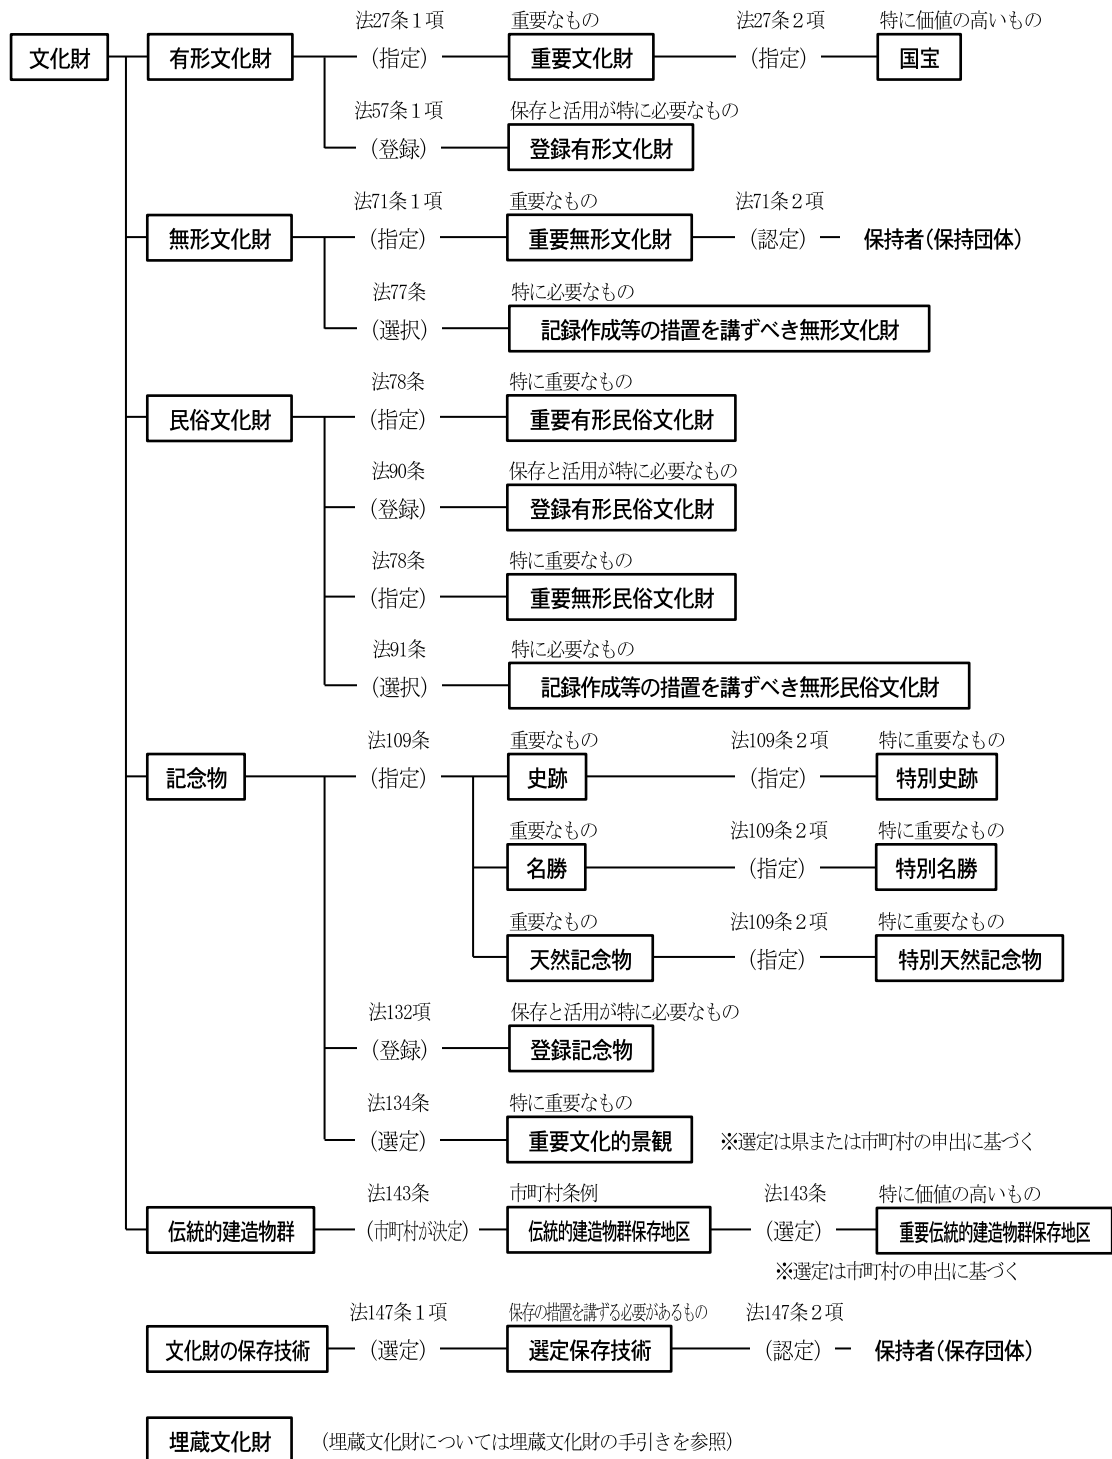 法27条１項　重要なもの　法27条２項　特に価値の高いもの
文化財　有形文化財　(指定)　重要文化財　(指定)　国宝
法57条１項　保存と活用が特に必要なもの
(登録)　登録有形文化財
法71条１項　重要なもの　法71条２項
無形文化財　(指定)　重要無形文化財　(認定)　保持者(保持団体)
法77条　特に必要なもの
(選択)　記録作成等の措置を講ずべき無形文化財
法78条　特に重要なもの
民俗文化財　(指定)　重要有形民俗文化財
法90条　保存と活用が特に必要なもの
(登録)　登録有形民俗文化財
法78条　特に重要なもの
(指定)　重要無形民俗文化財
法91条　特に必要なもの
(選択)　記録作成等の措置を講ずべき無形民俗文化財
法109条　重要なもの　法109条２項　特に重要なもの
記念物　(指定)　史跡　(指定)　特別史跡
重要なもの　法109条２項　特に重要なもの
名勝　(指定)　特別名勝
重要なもの　法109条２項　特に重要なもの
天然記念物　(指定)　特別天然記念物
法132項　保存と活用が特に必要なもの
(登録)　登録記念物
法134条　特に重要なもの
(選定)　重要文化的景観　※選定は県または市町村の申出に基づく
法143条　市町村条例　法143条　特に価値の高いもの
伝統的建造物群　(市町村が決定)　伝統的建造物群保存地区　(選定)　重要伝統的建造物群保存地区
※選定は市町村の申出に基づく
法147条１項　保存の措置を講ずる必要があるもの　法147条２項
文化財の保存技術　(選定)　選定保存技術　(認定)　保持者(保存団体)
埋蔵文化財　(埋蔵文化財については埋蔵文化財の手引きを参照)